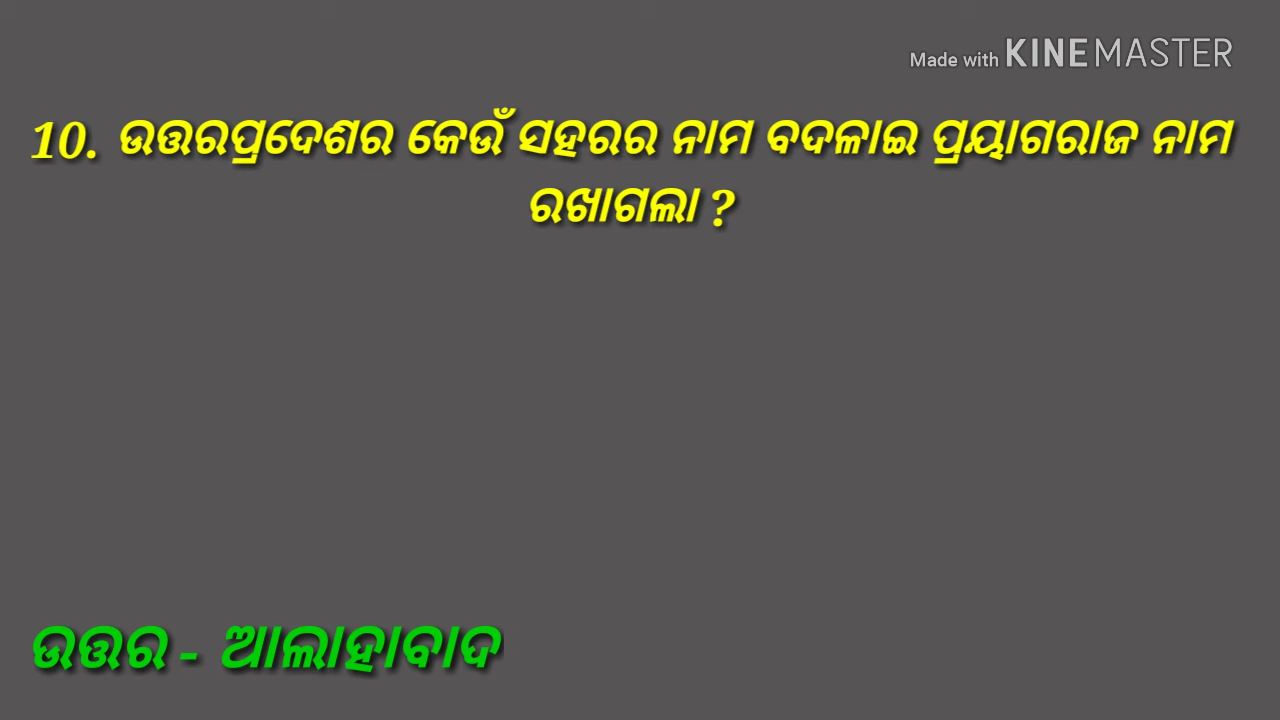 Made with KINEMASTER
10. ଉତ୍ତରପ୍ରଦେଶର କେଉଁ ସହରର ନାମ ବଦଳାଇ ପ୍ରୟାଗରାଜ ନାମ
ରଖାଗଲା ?
ଉତ୍ତର - ଆଲାହାବାଦ